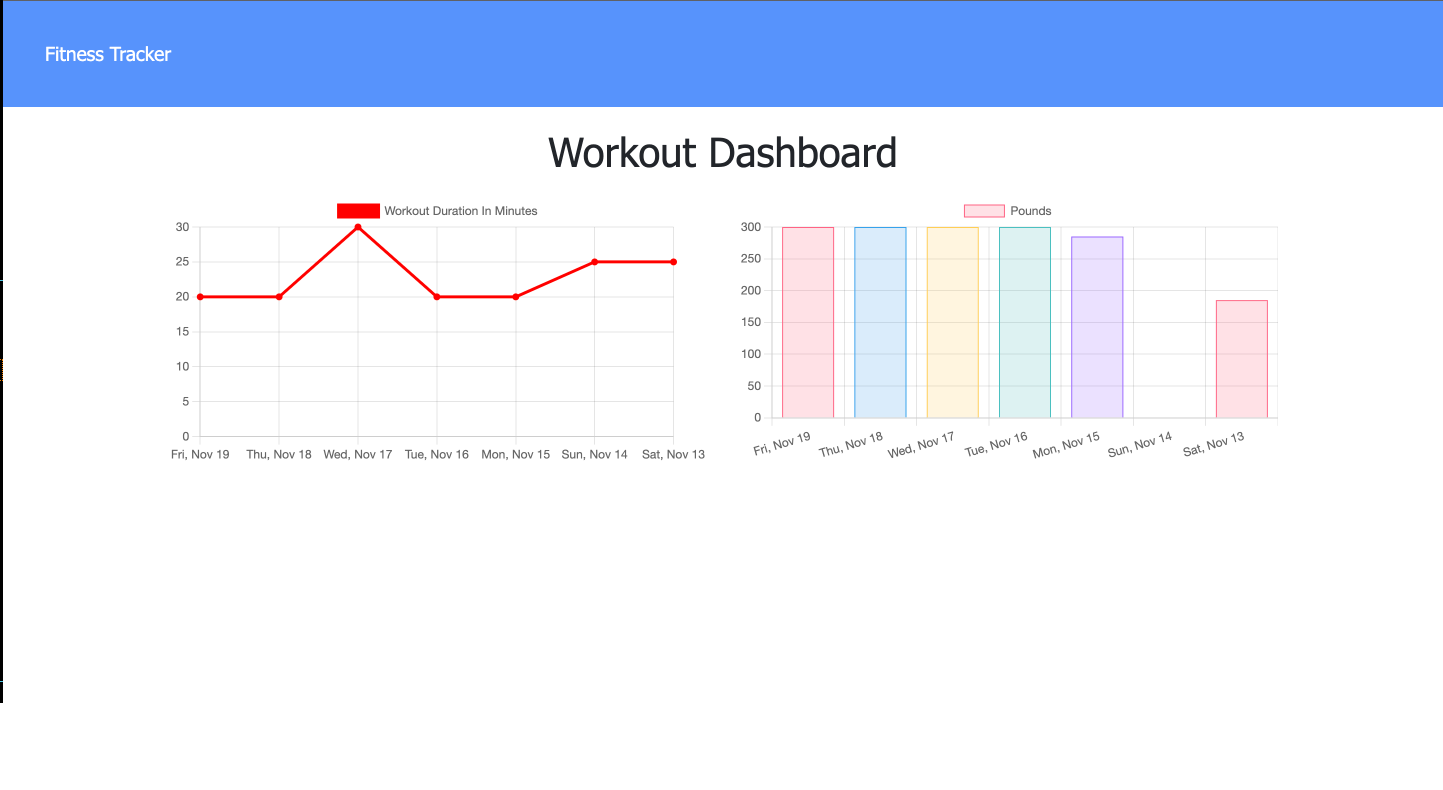 Fitness Tracker
Workout Dashboard
Workout Duration In Minutes
30
25
20
15
10
5
0
Fri, Nov 19 Thu, Nov 18 Wed, Nov 17 Tue, Nov 16 Mon, Nov 15 Sun, Nov 14 Sat, Nov 13
Pounds
300
250
200
150
100
50
0
Fri, Nov 19 Thu, Nov 18 Wed, Nov 17 Tue, Nov 16 Mon, Nov 15 Sun, Nov 14 Sat, Nov 13